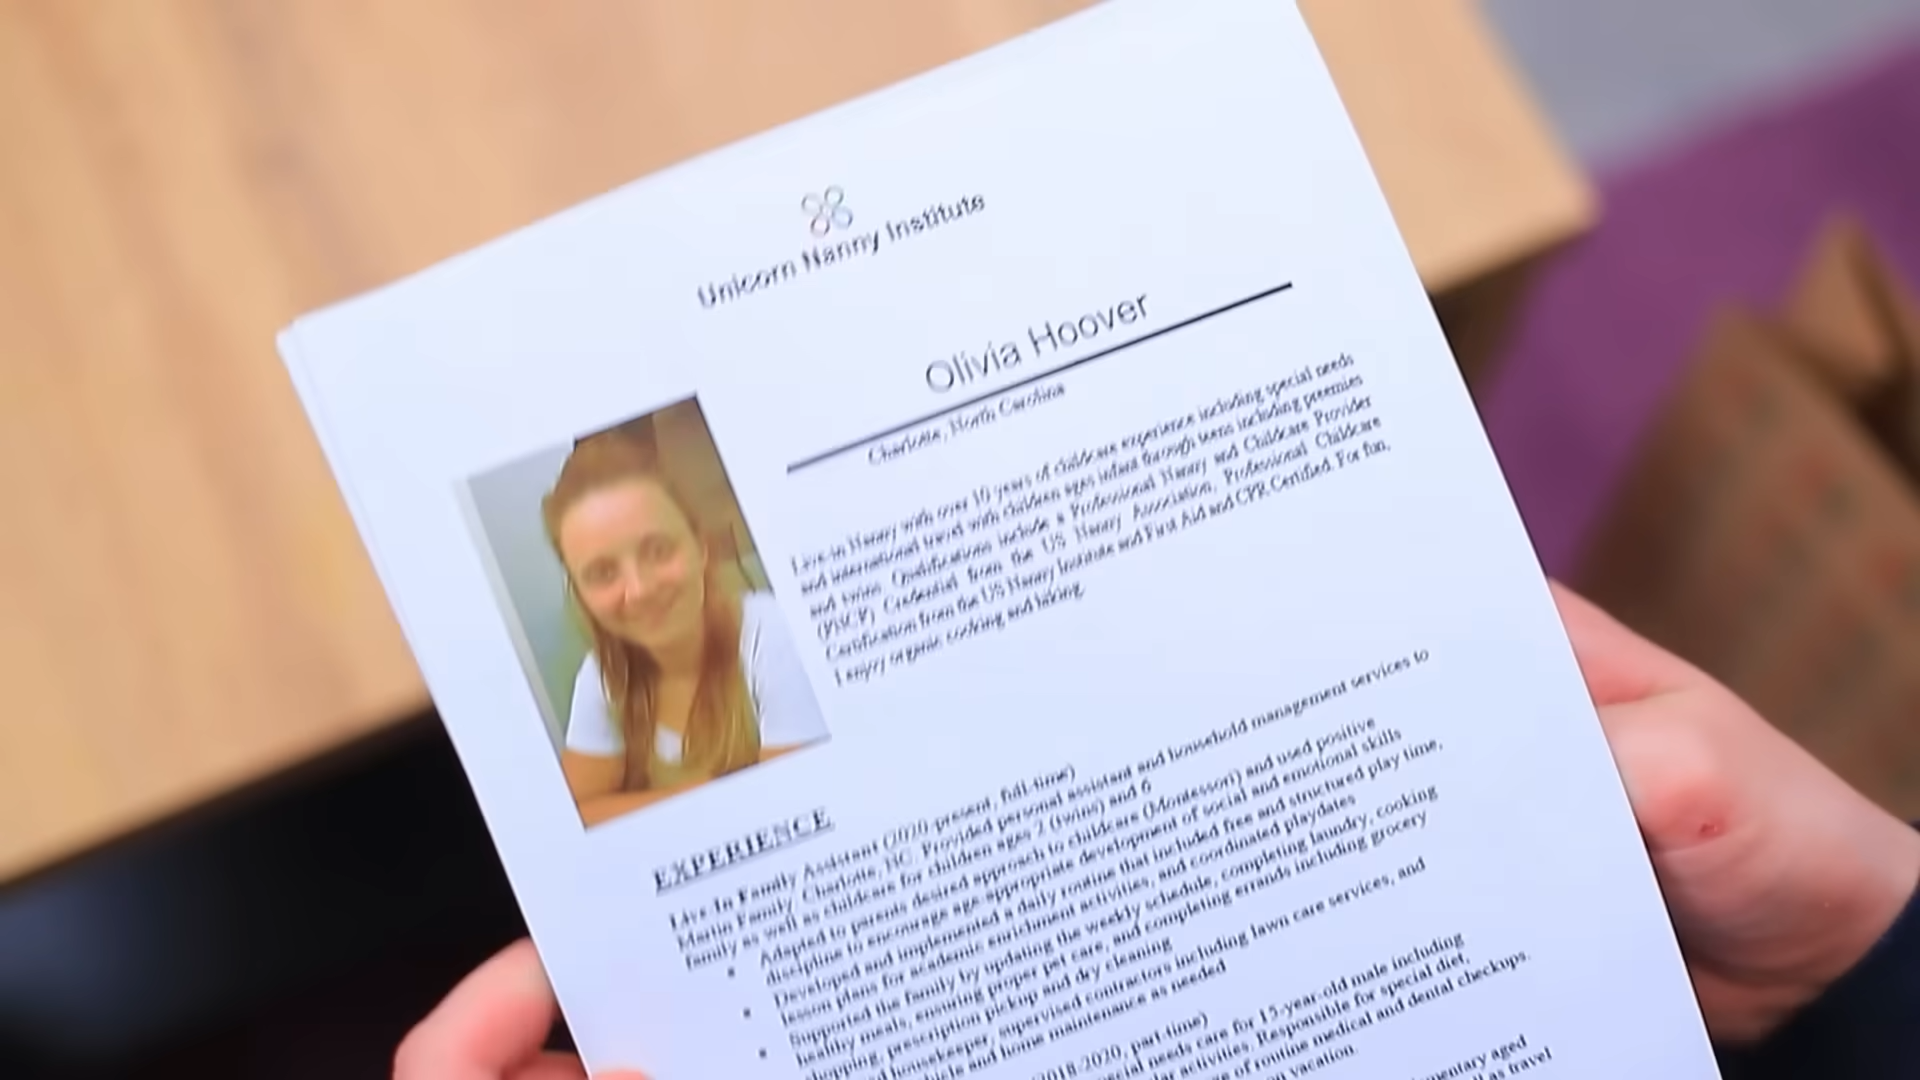 Unicorn Nanny Institute
Olivia Hoover
Charlotte, North Carolina
Live-in Nanny with over 10 years of childcare experience including special needs
and international travel with children ages infant through teens including preemies
and twins. Qualifications include a Professional Nanny and Childcare Provider
(PNCP) Credential from the US Nanny Association, Professional Childcare
Certification from the US Nanny Institute and First Aid and CPR Certified. For fun,
I enjoy organic cooking and hiking.
EXPERIENCE
Live-In Family Assistant (2020-present, full-time)
Martin Family, Charlotte, NC. Provided personal assistant and household management services to
family as well as childcare for children ages 2 (twins) and 6
• Adapted to parents desired approach to childcare (Montessori) and used positive
discipline to encourage age-appropriate development of social and emotional skills
• Developed and implemented a daily routine that included free and structured play time,
lesson plans for academic enrichment activities, and coordinated playdates
• Supported the family by updating the weekly schedule, completing laundry, cooking
healthy meals, ensuring proper pet care, and completing errands including grocery
shopping, prescription pickup and dry cleaning
housekeeper, supervised contractors including lawn care services, and
and home maintenance as needed
2018-2020, part-time)
needs care for 15-year-old male including
activities. Responsible for special diet,
of routine medical and dental checkups.
vacation.
aged
as travel